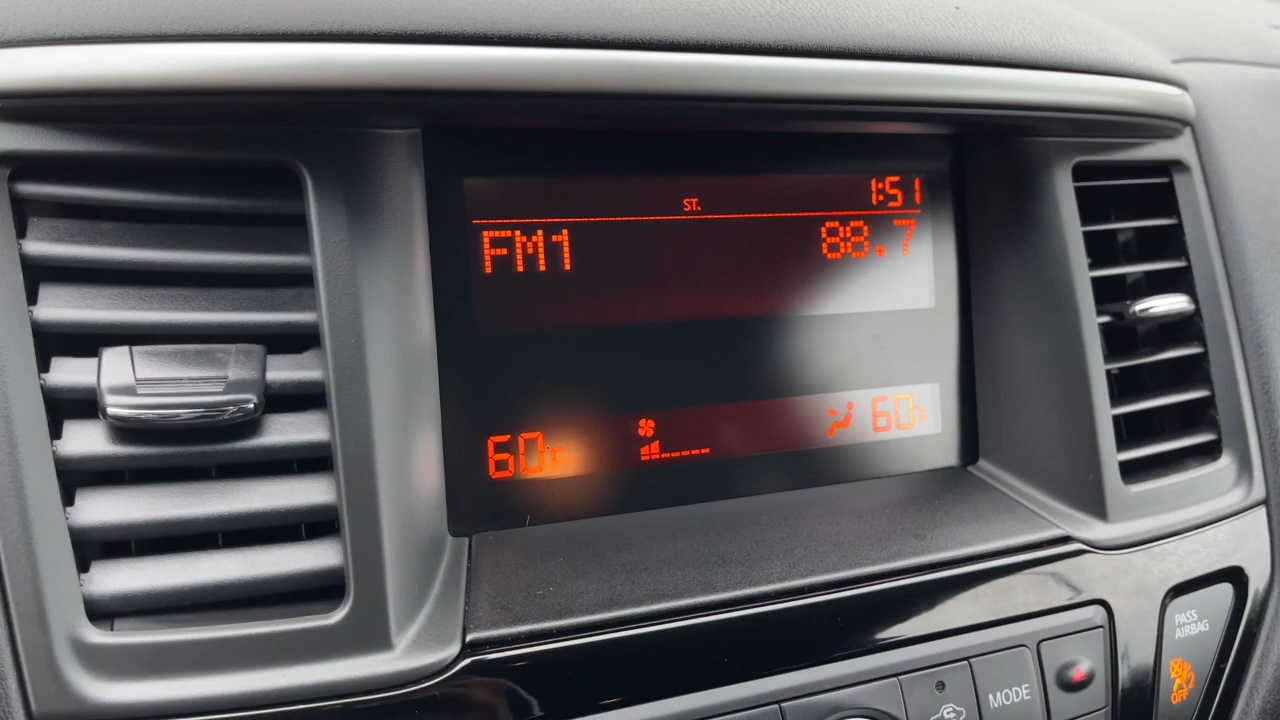 ST. 1:51
FM1 88.7
60°F 60°F
PASS
AIRBAG
OFF
MODE